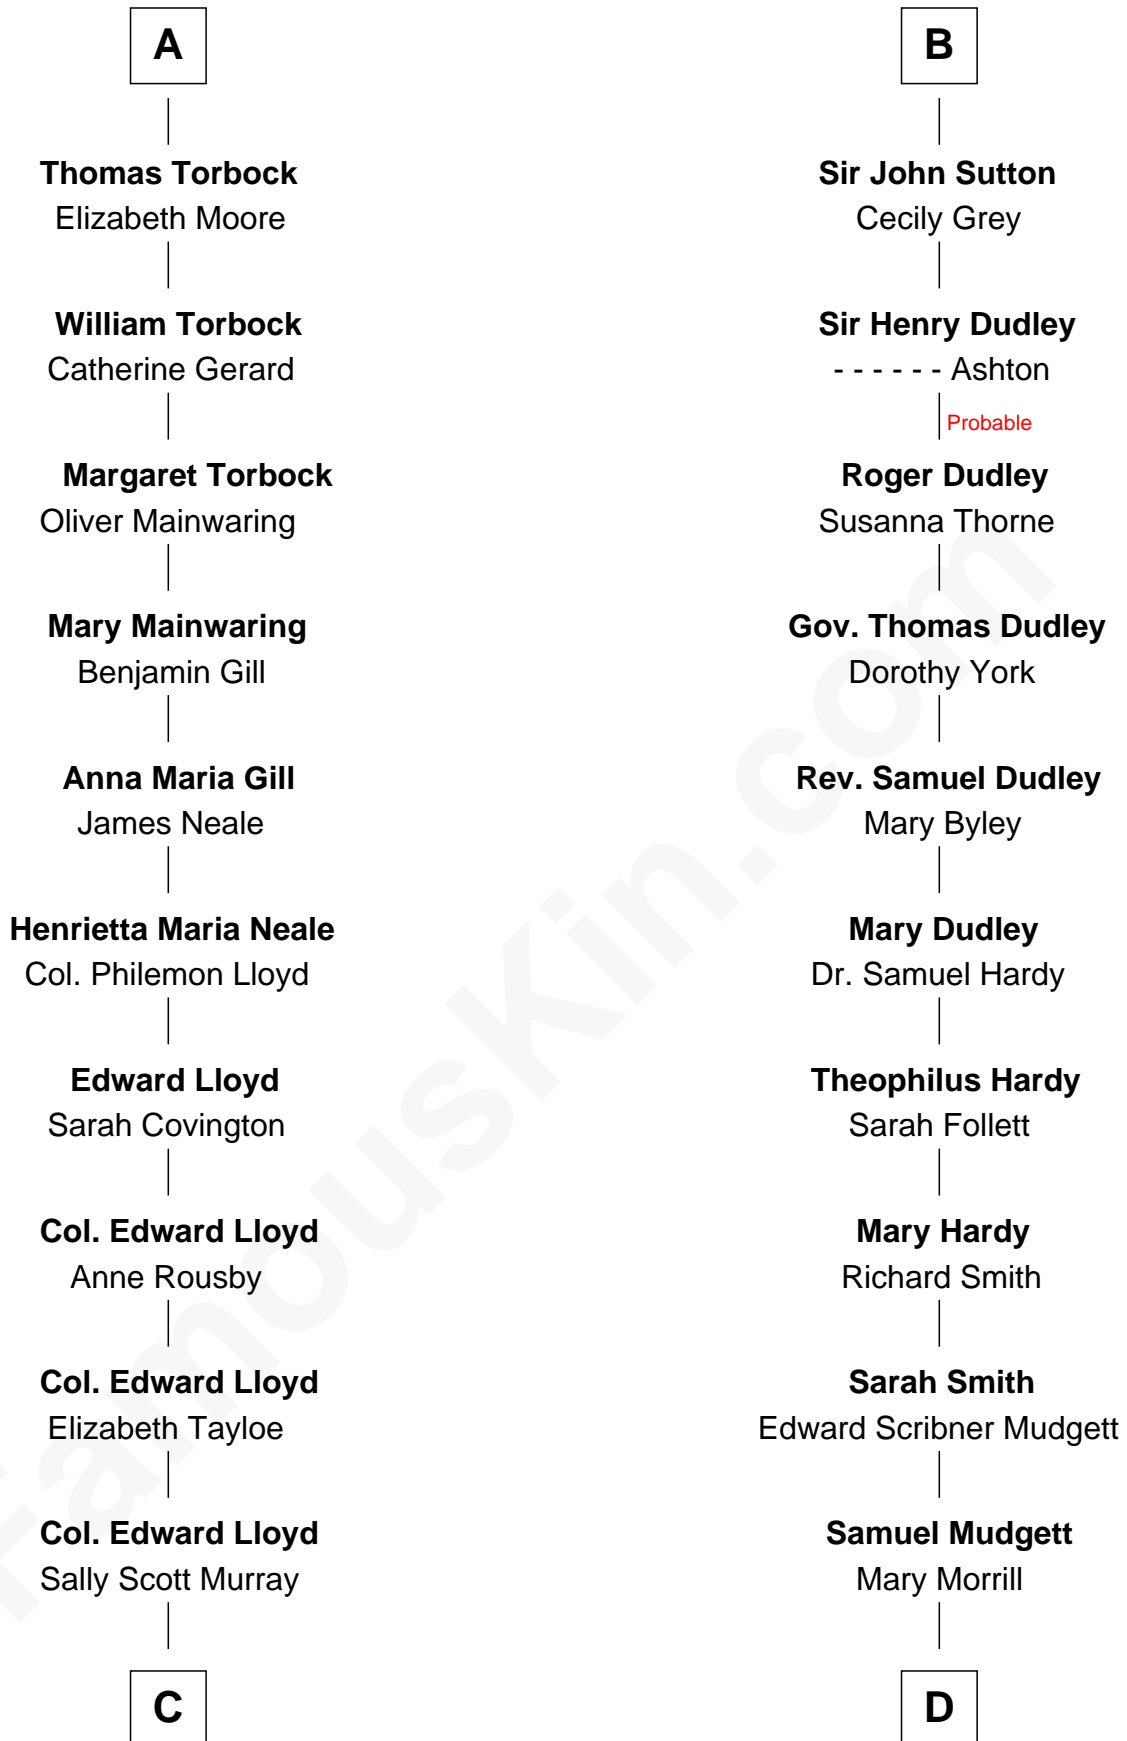 A
Thomas Torbock
Elizabeth Moore
William Torbock
Catherine Gerard
Margaret Torbock
Oliver Mainwaring
Mary Mainwaring
Benjamin Gill
Anna Maria Gill
James Neale
Henrietta Maria Neale
Col. Philemon Lloyd
Edward Lloyd
Sarah Covington
Col. Edward Lloyd
Anne Rousby
Col. Edward Lloyd
Elizabeth Tayloe
Col. Edward Lloyd
Sally Scott Murray
C
B
Sir John Sutton
Cecily Grey
Sir Henry Dudley
- - - - - - Ashton
Probable
Roger Dudley
Susanna Thorne
Gov. Thomas Dudley
Dorothy York
Rev. Samuel Dudley
Mary Byley
Mary Dudley
Dr. Samuel Hardy
Theophilus Hardy
Sarah Follett
Mary Hardy
Richard Smith
Sarah Smith
Edward Scribner Mudgett
Samuel Mudgett
Mary Morrill
D
FamousKin.com